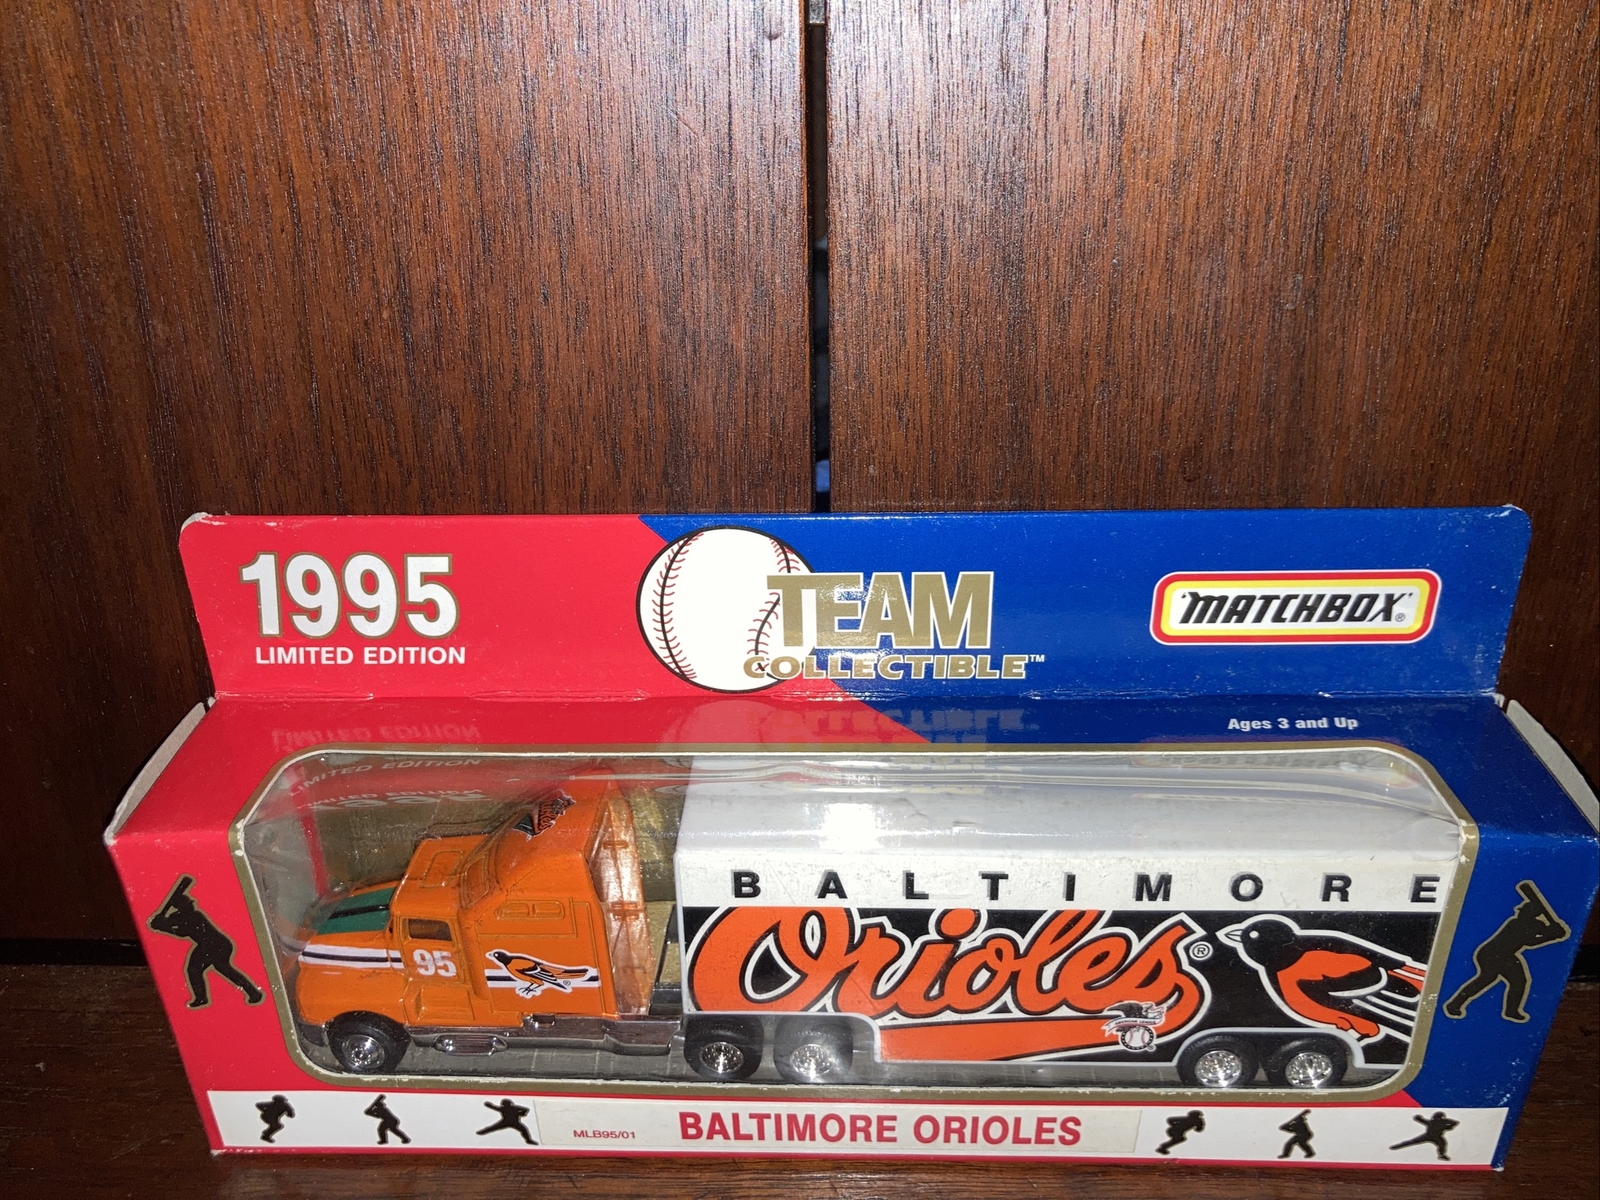 1995
LIMITED EDITION
TEAM
COLLECTIBLE™
'MATCHBOX'®
Ages 3 and Up
95
BALTIMORE
Orioles®
MLB95/01
BALTIMORE ORIOLES